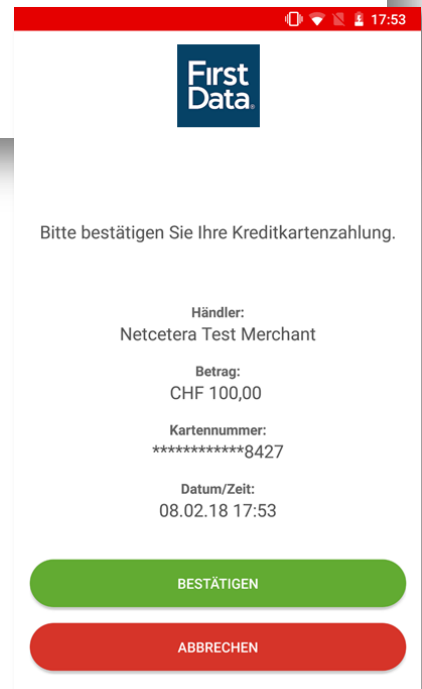 17:53
First
Data.
Bitte bestätigen Sie Ihre Kreditkartenzahlung.
Händler:
Netcetera Test Merchant
Betrag:
CHF 100,00
Kartennummer:
************8427
Datum/Zeit:
08.02.18 17:53
BESTÄTIGEN
ABBRECHEN